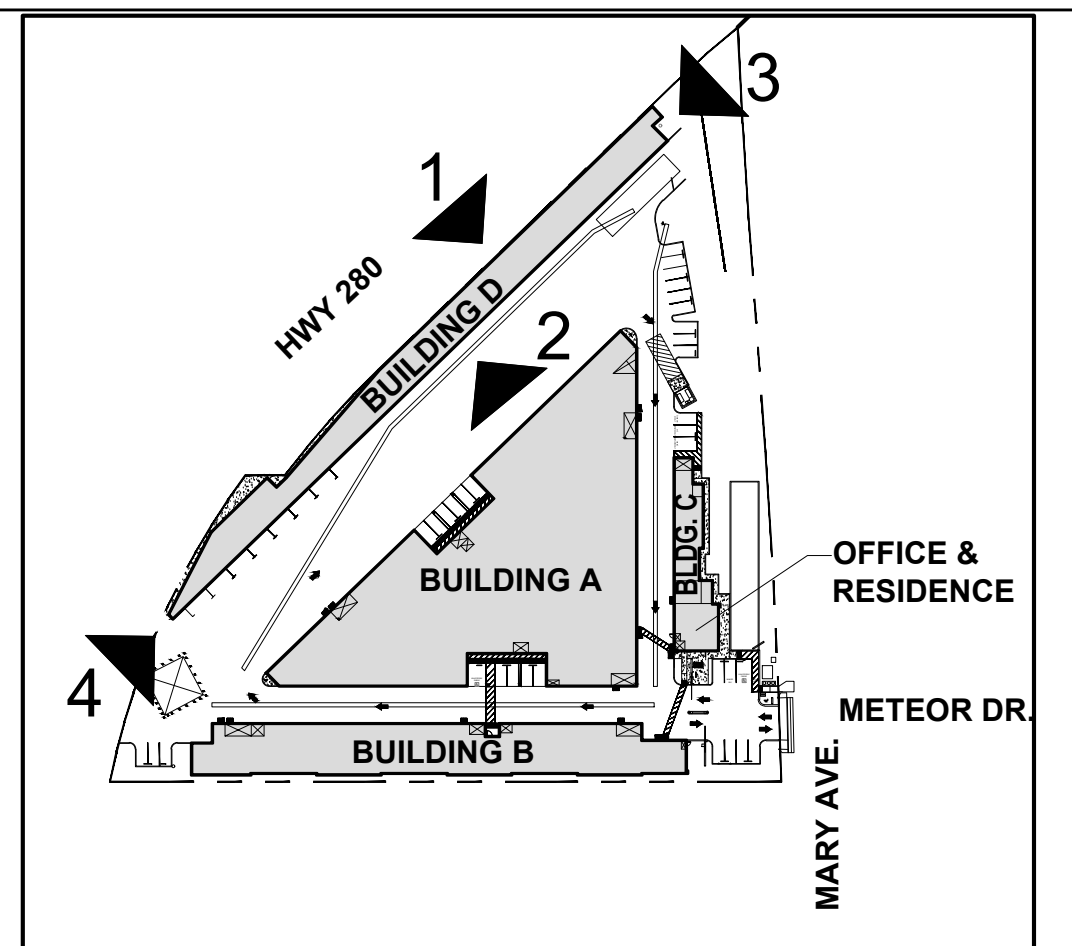 3
1
HWY 280
BUILDING D
2
BUILDING A
BLDG. C
OFFICE &
RESIDENCE
4
METEOR DR.
BUILDING B
MARY AVE.